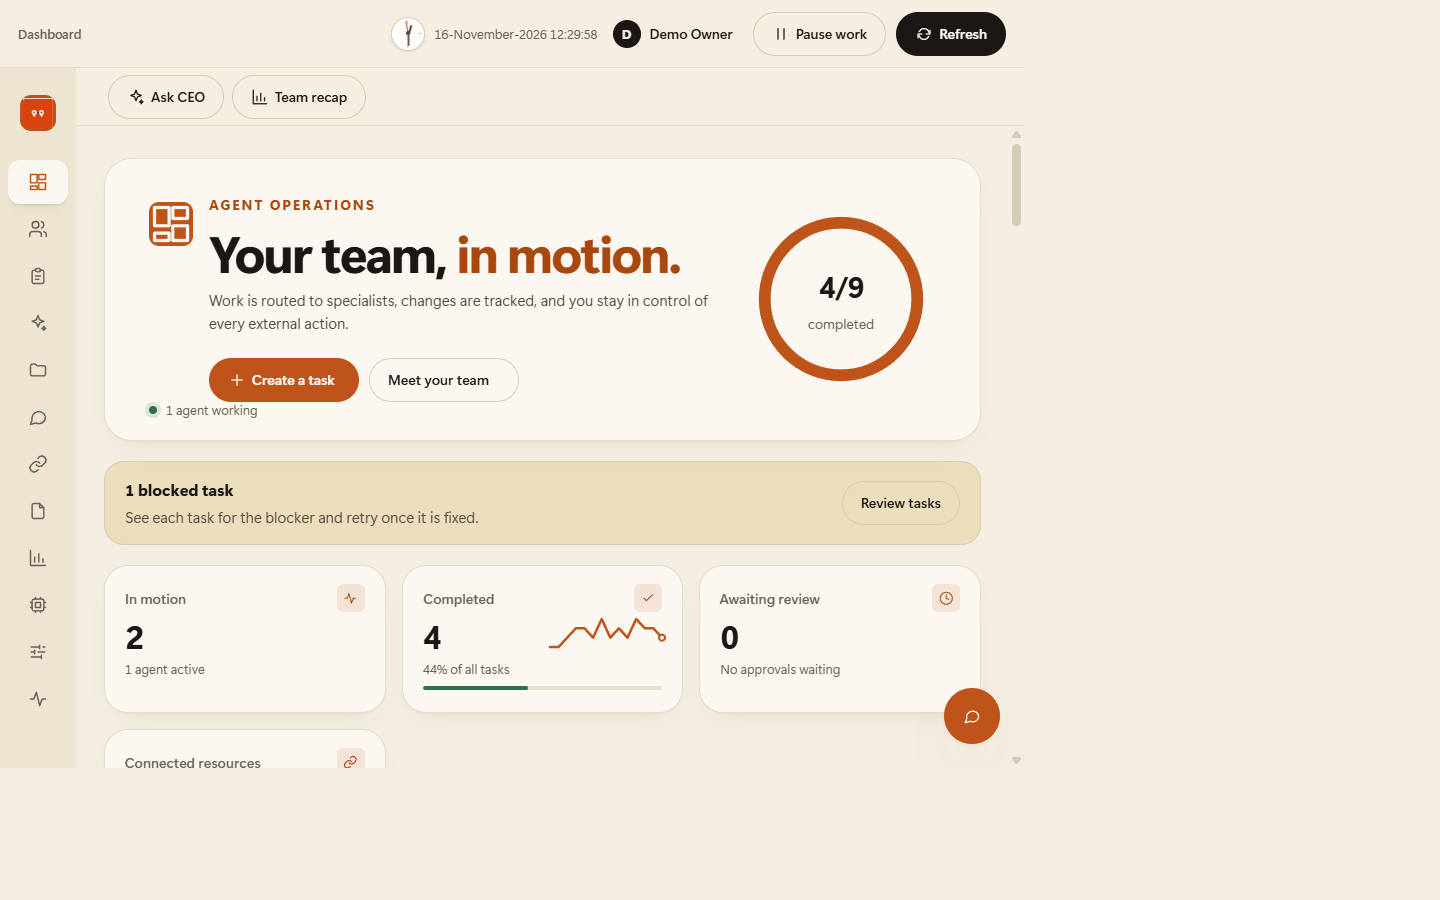 Dashboard
16-November-2026 12:29:58
D
Demo Owner
Pause work
Refresh
Ask CEO
Team recap
AGENT OPERATIONS
Your team, in motion.
Work is routed to specialists, changes are tracked, and you stay in control of
every external action.
Create a task
Meet your team
1 agent working
4/9
completed
1 blocked task
See each task for the blocker and retry once it is fixed.
Review tasks
In motion
2
1 agent active
Completed
4
44% of all tasks
Awaiting review
0
No approvals waiting
Connected resources